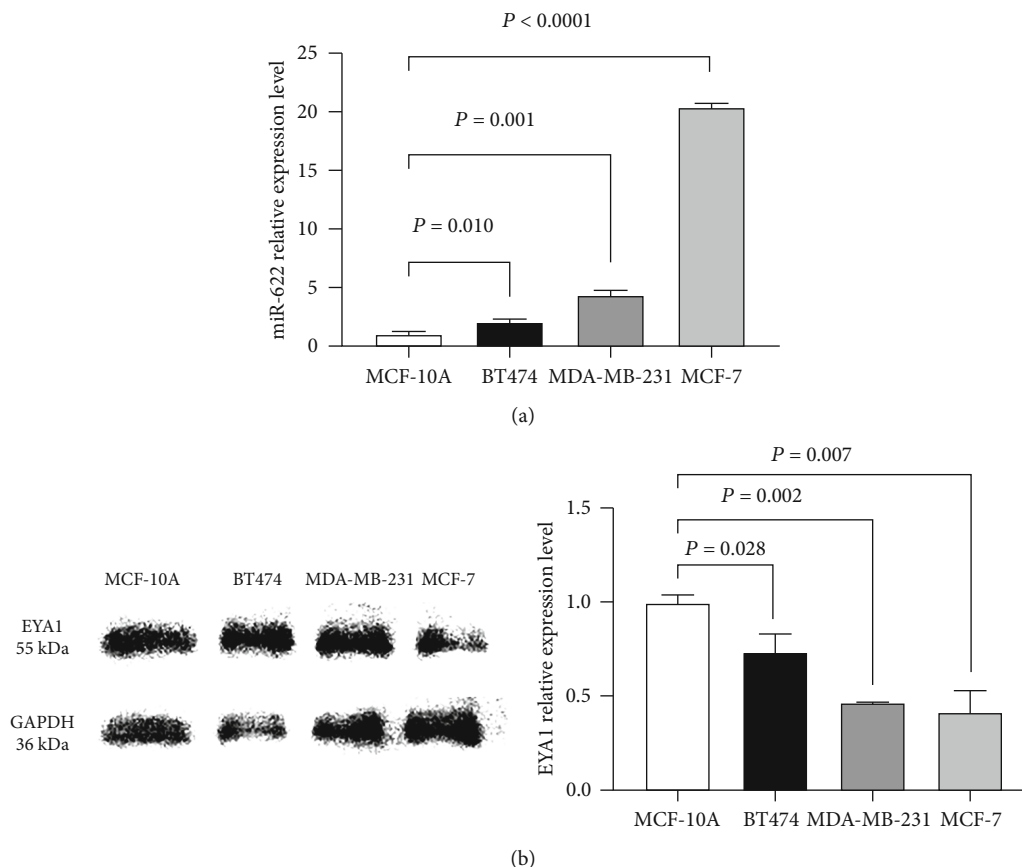 P < 0.0001
25
20
15
10
5
0
miR-622 relative expression level
P = 0.001
P = 0.010
MCF-10A BT474 MDA-MB-231 MCF-7
(a)
MCF-10A BT474 MDA-MB-231 MCF-7
EYA1
55 kDa
GAPDH
36 kDa
P = 0.007
P = 0.002
P = 0.028
1.5
1.0
0.5
0.0
EYA1 relative expression level
MCF-10A BT474 MDA-MB-231 MCF-7
(b)